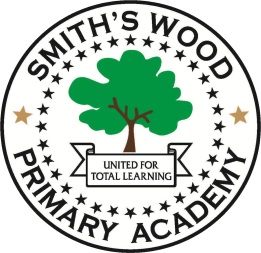 SMITH'S WOOD
UNITED FOR
TOTAL LEARNING
PRIMARY ACADEMY